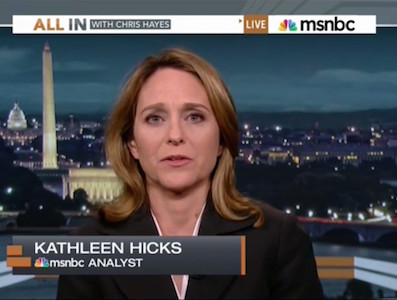 ALL IN WITH CHRIS HAYES
LIVE msnbc
KATHLEEN HICKS
msnbc ANALYST